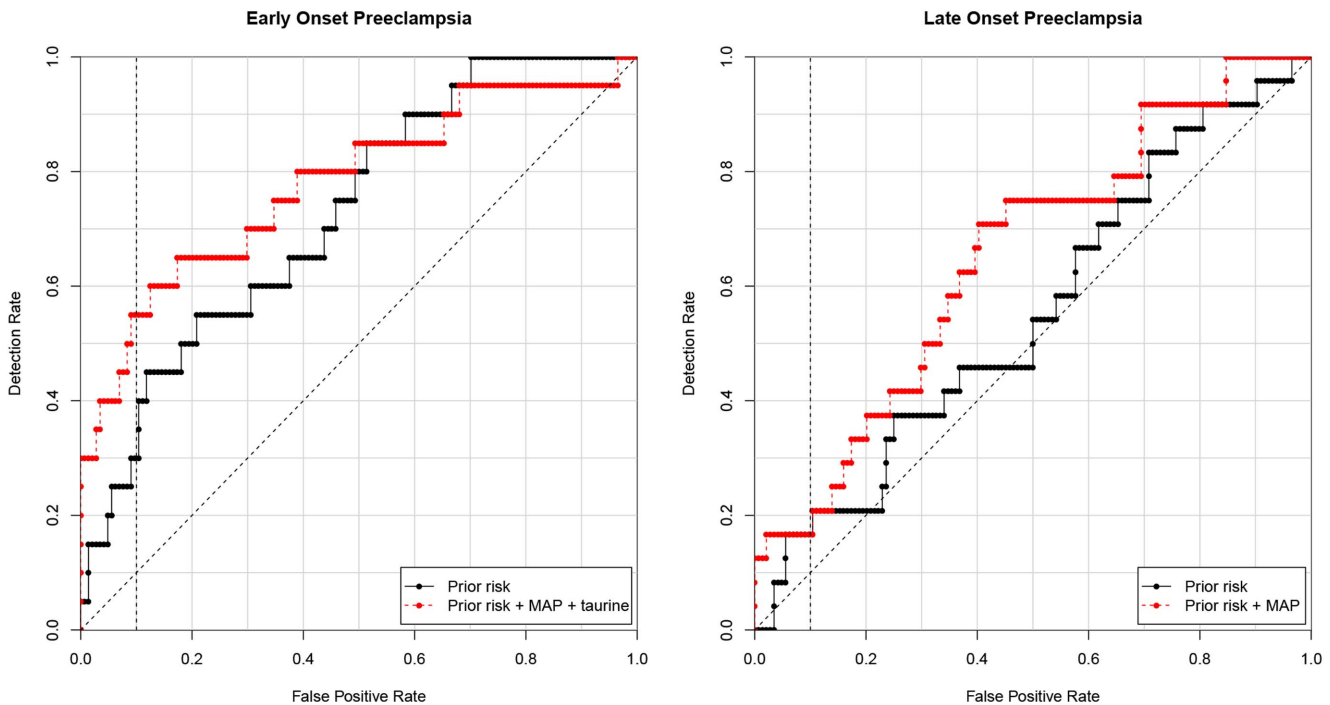 Early Onset Preeclampsia
Detection Rate
1.0
0.8
0.6
0.4
0.2
0.0
Prior risk
Prior risk + MAP + taurine
0.0 0.2 0.4 0.6 0.8 1.0
False Positive Rate
Late Onset Preeclampsia
Detection Rate
1.0
0.8
0.6
0.4
0.2
0.0
Prior risk
Prior risk + MAP
0.0 0.2 0.4 0.6 0.8 1.0
False Positive Rate